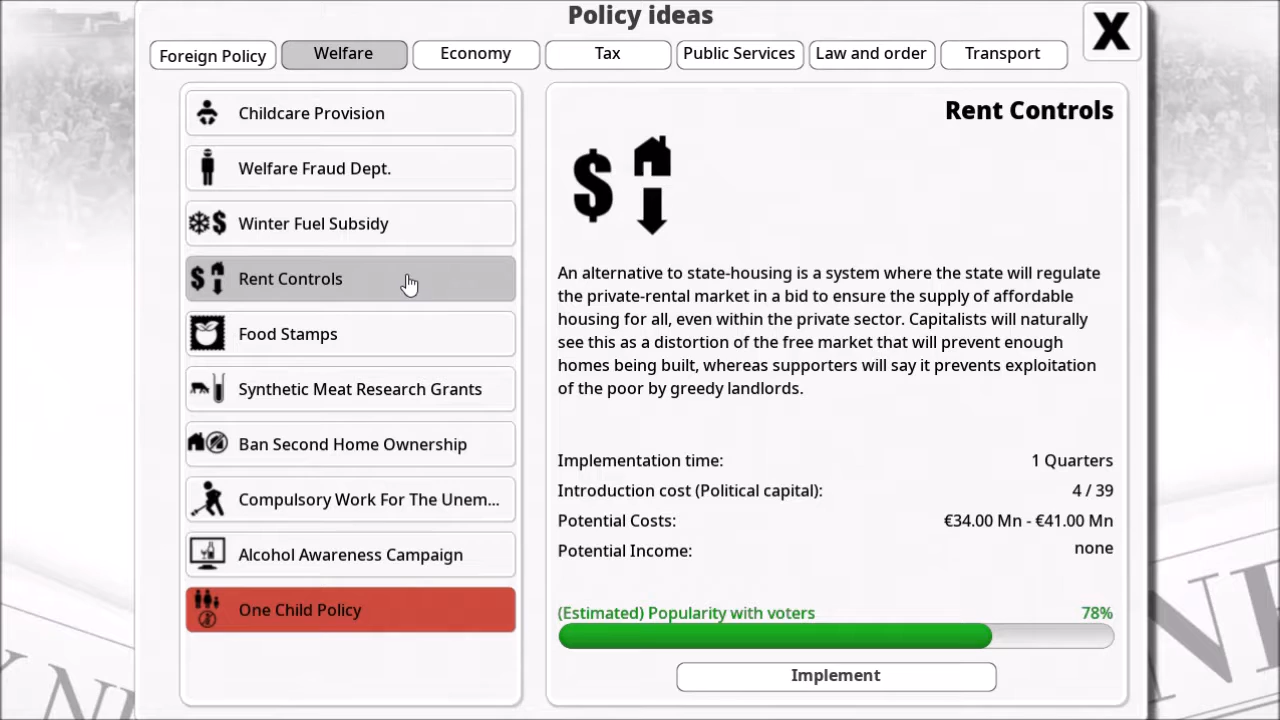 Policy ideas
X
Foreign Policy
Welfare
Economy
Tax
Public Services
Law and order
Transport
Childcare Provision
Welfare Fraud Dept.
Winter Fuel Subsidy
Rent Controls
Food Stamps
Synthetic Meat Research Grants
Ban Second Home Ownership
Compulsory Work For The Unem...
Alcohol Awareness Campaign
One Child Policy
Rent Controls
An alternative to state-housing is a system where the state will regulate
the private-rental market in a bid to ensure the supply of affordable
housing for all, even within the private sector. Capitalists will naturally
see this as a distortion of the free market that will prevent enough
homes being built, whereas supporters will say it prevents exploitation
of the poor by greedy landlords.
Implementation time: 1 Quarters
Introduction cost (Political capital): 4 / 39
Potential Costs: €34.00 Mn - €41.00 Mn
Potential Income: none
(Estimated) Popularity with voters 78%
Implement